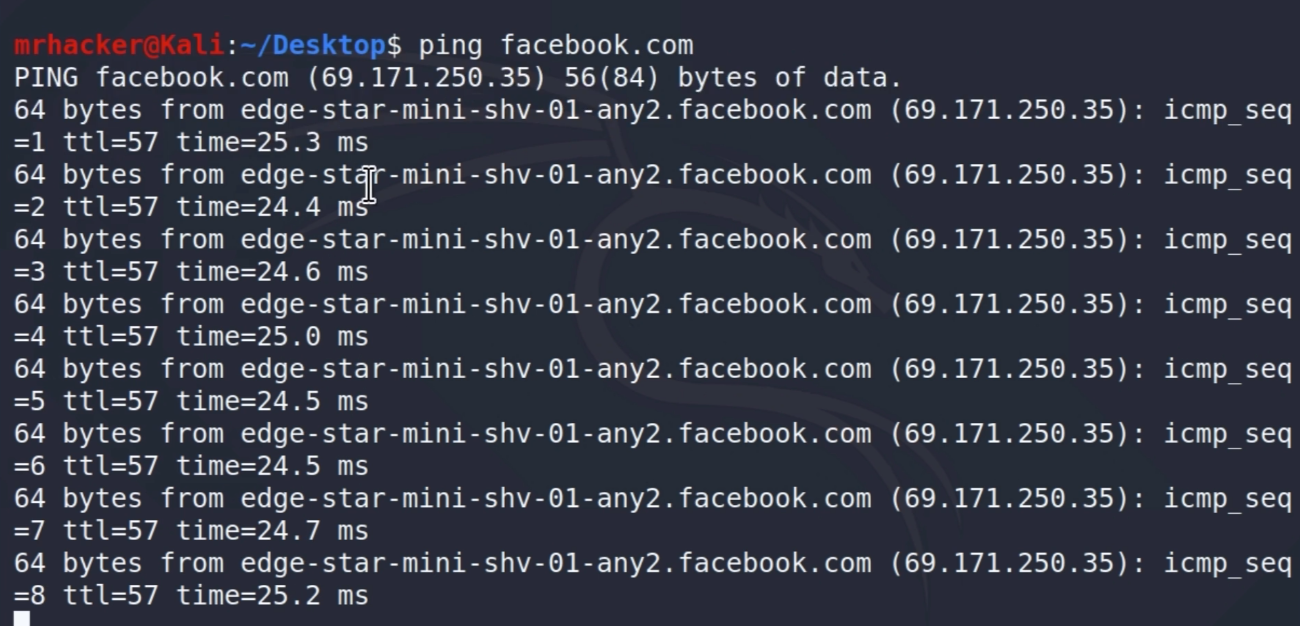 mrhacker@Kali:~/Desktop$ ping facebook.com
PING facebook.com (69.171.250.35) 56(84) bytes of data.
64 bytes from edge-star-mini-shv-01-any2.facebook.com (69.171.250.35): icmp_seq
=1 ttl=57 time=25.3 ms
64 bytes from edge-star-mini-shv-01-any2.facebook.com (69.171.250.35): icmp_seq
=2 ttl=57 time=24.4 ms
64 bytes from edge-star-mini-shv-01-any2.facebook.com (69.171.250.35): icmp_seq
=3 ttl=57 time=24.6 ms
64 bytes from edge-star-mini-shv-01-any2.facebook.com (69.171.250.35): icmp_seq
=4 ttl=57 time=25.0 ms
64 bytes from edge-star-mini-shv-01-any2.facebook.com (69.171.250.35): icmp_seq
=5 ttl=57 time=24.5 ms
64 bytes from edge-star-mini-shv-01-any2.facebook.com (69.171.250.35): icmp_seq
=6 ttl=57 time=24.5 ms
64 bytes from edge-star-mini-shv-01-any2.facebook.com (69.171.250.35): icmp_seq
=7 ttl=57 time=24.7 ms
64 bytes from edge-star-mini-shv-01-any2.facebook.com (69.171.250.35): icmp_seq
=8 ttl=57 time=25.2 ms